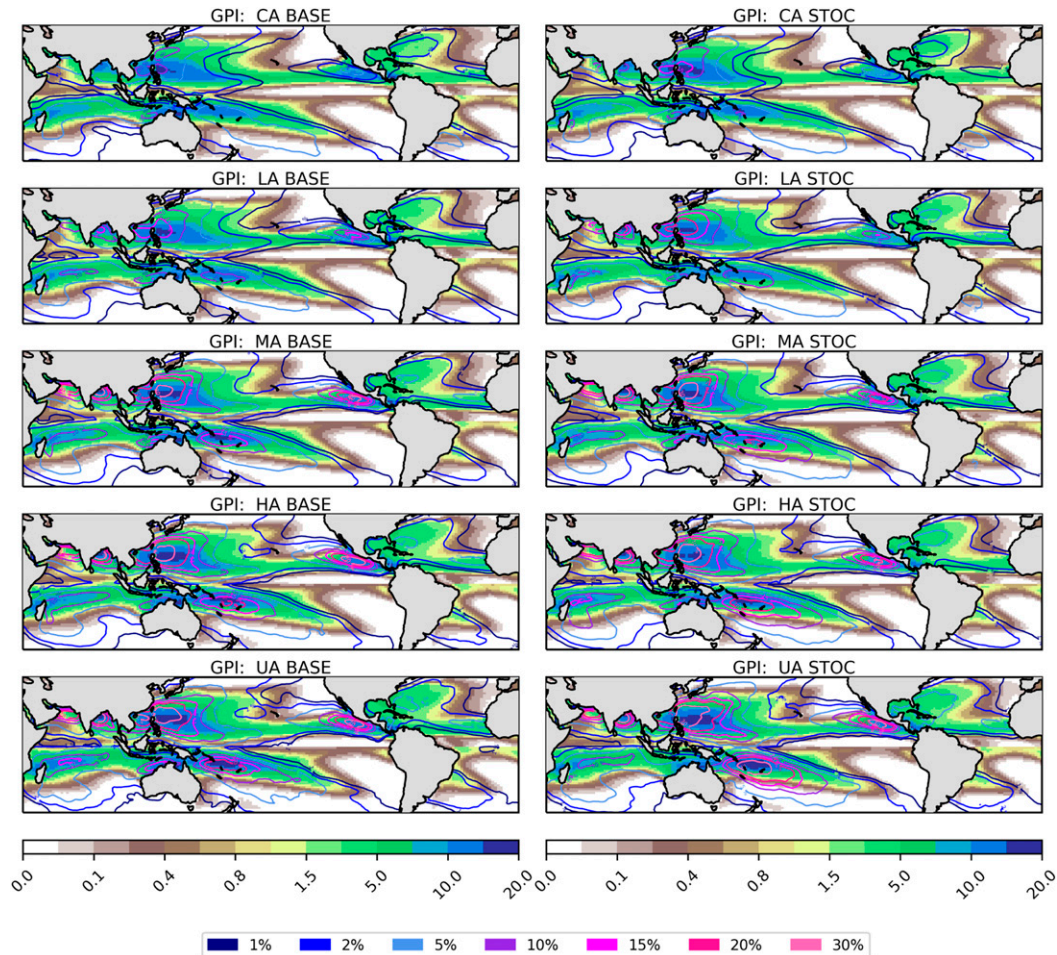 GPI: CA BASE
GPI: CA STOC
GPI: LA BASE
GPI: LA STOC
GPI: MA BASE
GPI: MA STOC
GPI: HA BASE
GPI: HA STOC
GPI: UA BASE
GPI: UA STOC
0.0 0.1 0.4 0.8 1.5 5.0 10.0 20.0
0.0 0.1 0.4 0.8 1.5 5.0 10.0 20.0
1% 2% 5% 10% 15% 20% 30%